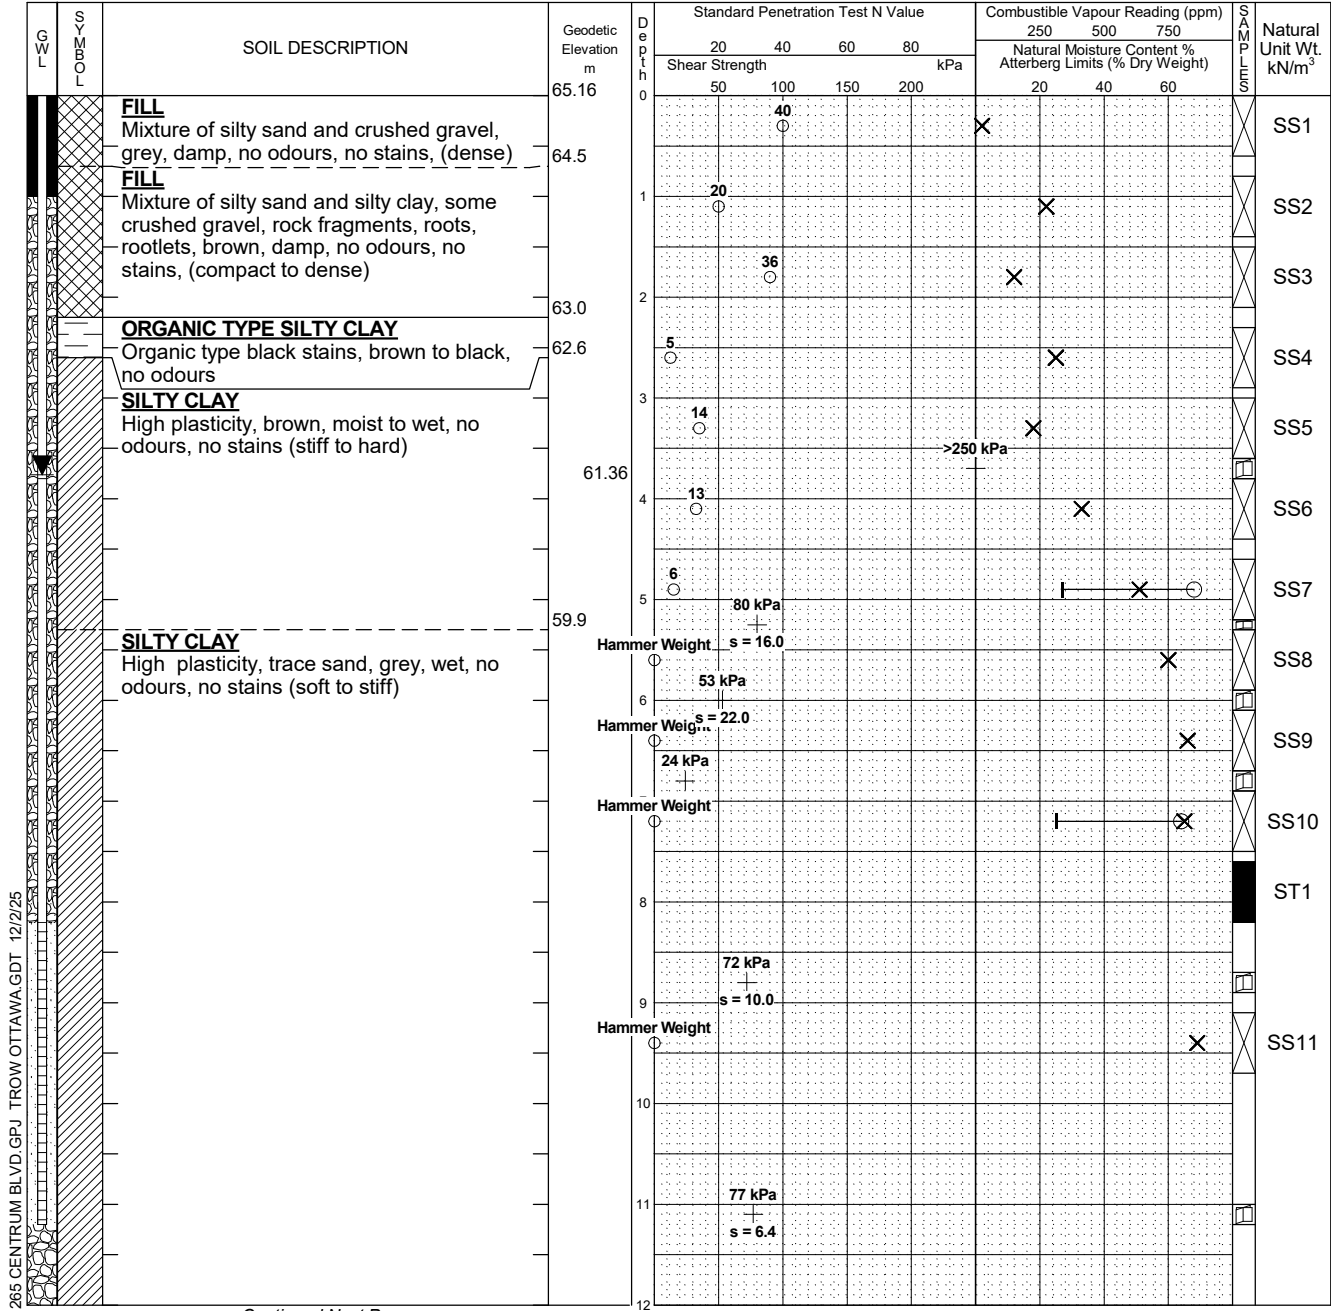 GWL
SYMBOL
SOIL DESCRIPTION
Geodetic
Elevation
m
65.16
Depth
Standard Penetration Test N Value
20 40 60 80
Shear Strength kPa
50 100 150 200
Combustible Vapour Reading (ppm)
250 500 750
Natural Moisture Content %
Atterberg Limits (% Dry Weight)
20 40 60
SAMPLES
Natural
Unit Wt.
kN/m³
0
FILL
Mixture of silty sand and crushed gravel,
grey, damp, no odours, no stains, (dense)
64.5
40
SS1
FILL
Mixture of silty sand and silty clay, some
crushed gravel, rock fragments, roots,
rootlets, brown, damp, no odours, no
stains, (compact to dense)
1
20
SS2
36
SS3
2
63.0
ORGANIC TYPE SILTY CLAY
Organic type black stains, brown to black,
no odours
62.6
5
SS4
SILTY CLAY
High plasticity, brown, moist to wet, no
odours, no stains (stiff to hard)
3
14
SS5
>250 kPa
61.36
4
13
SS6
6
SS7
5
80 kPa
s = 16.0
59.9
SILTY CLAY
High plasticity, trace sand, grey, wet, no
odours, no stains (soft to stiff)
Hammer Weight
SS8
53 kPa
6
s = 22.0
Hammer Weight
SS9
24 kPa
Hammer Weight
SS10
ST1
8
72 kPa
9
s = 10.0
Hammer Weight
SS11
10
77 kPa
11
s = 6.4
12
265 CENTRUM BLVD.GPJ TROW OTTAWA.GDT 12/2/25